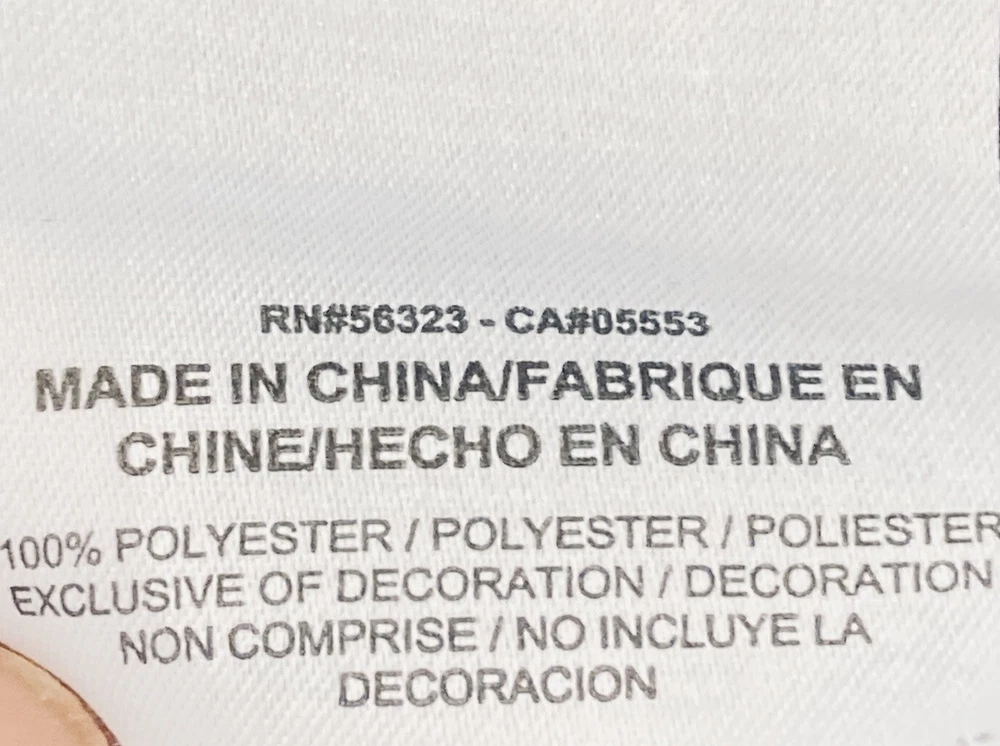 RN#56323 - CA#05553
MADE IN CHINA/FABRIQUE EN
CHINE/HECHO EN CHINA
100% POLYESTER / POLYESTER / POLIESTER
EXCLUSIVE OF DECORATION / DECORATION
NON COMPRISE / NO INCLUYE LA
DECORACION